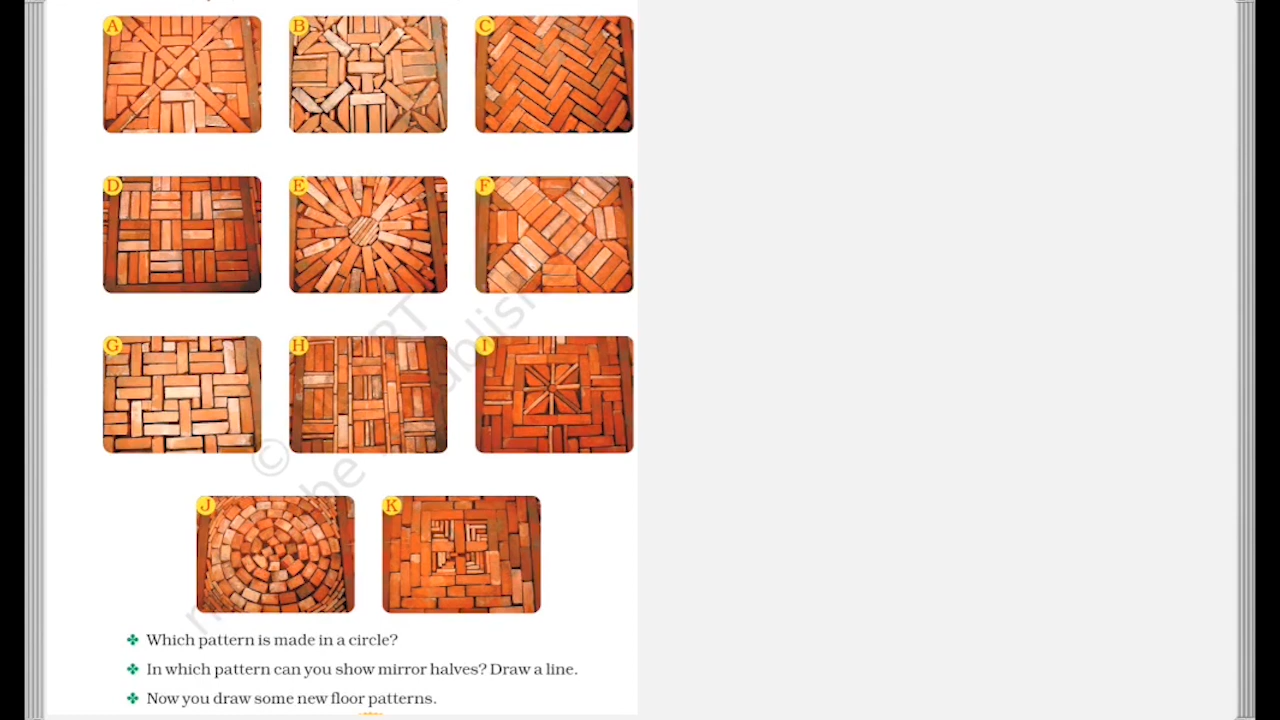 A
B
C
D
E
F
G
H
I
J
K
©
be
❖ Which pattern is made in a circle?
❖ In which pattern can you show mirror halves? Draw a line.
❖ Now you draw some new floor patterns.